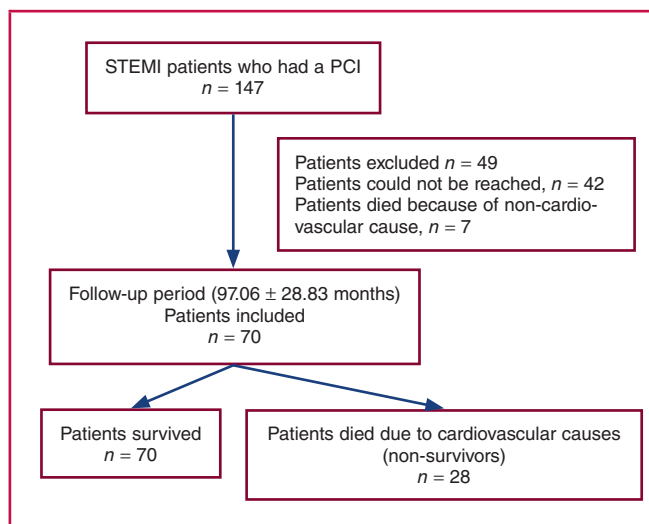 STEMI patients who had a PCI
n = 147
Patients excluded n = 49
Patients could not be reached, n = 42
Patients died because of non-cardio-
vascular cause, n = 7
Follow-up period (97.06 ± 28.83 months)
Patients included
n = 70
Patients survived
n = 70
Patients died due to cardiovascular causes
(non-survivors)
n = 28